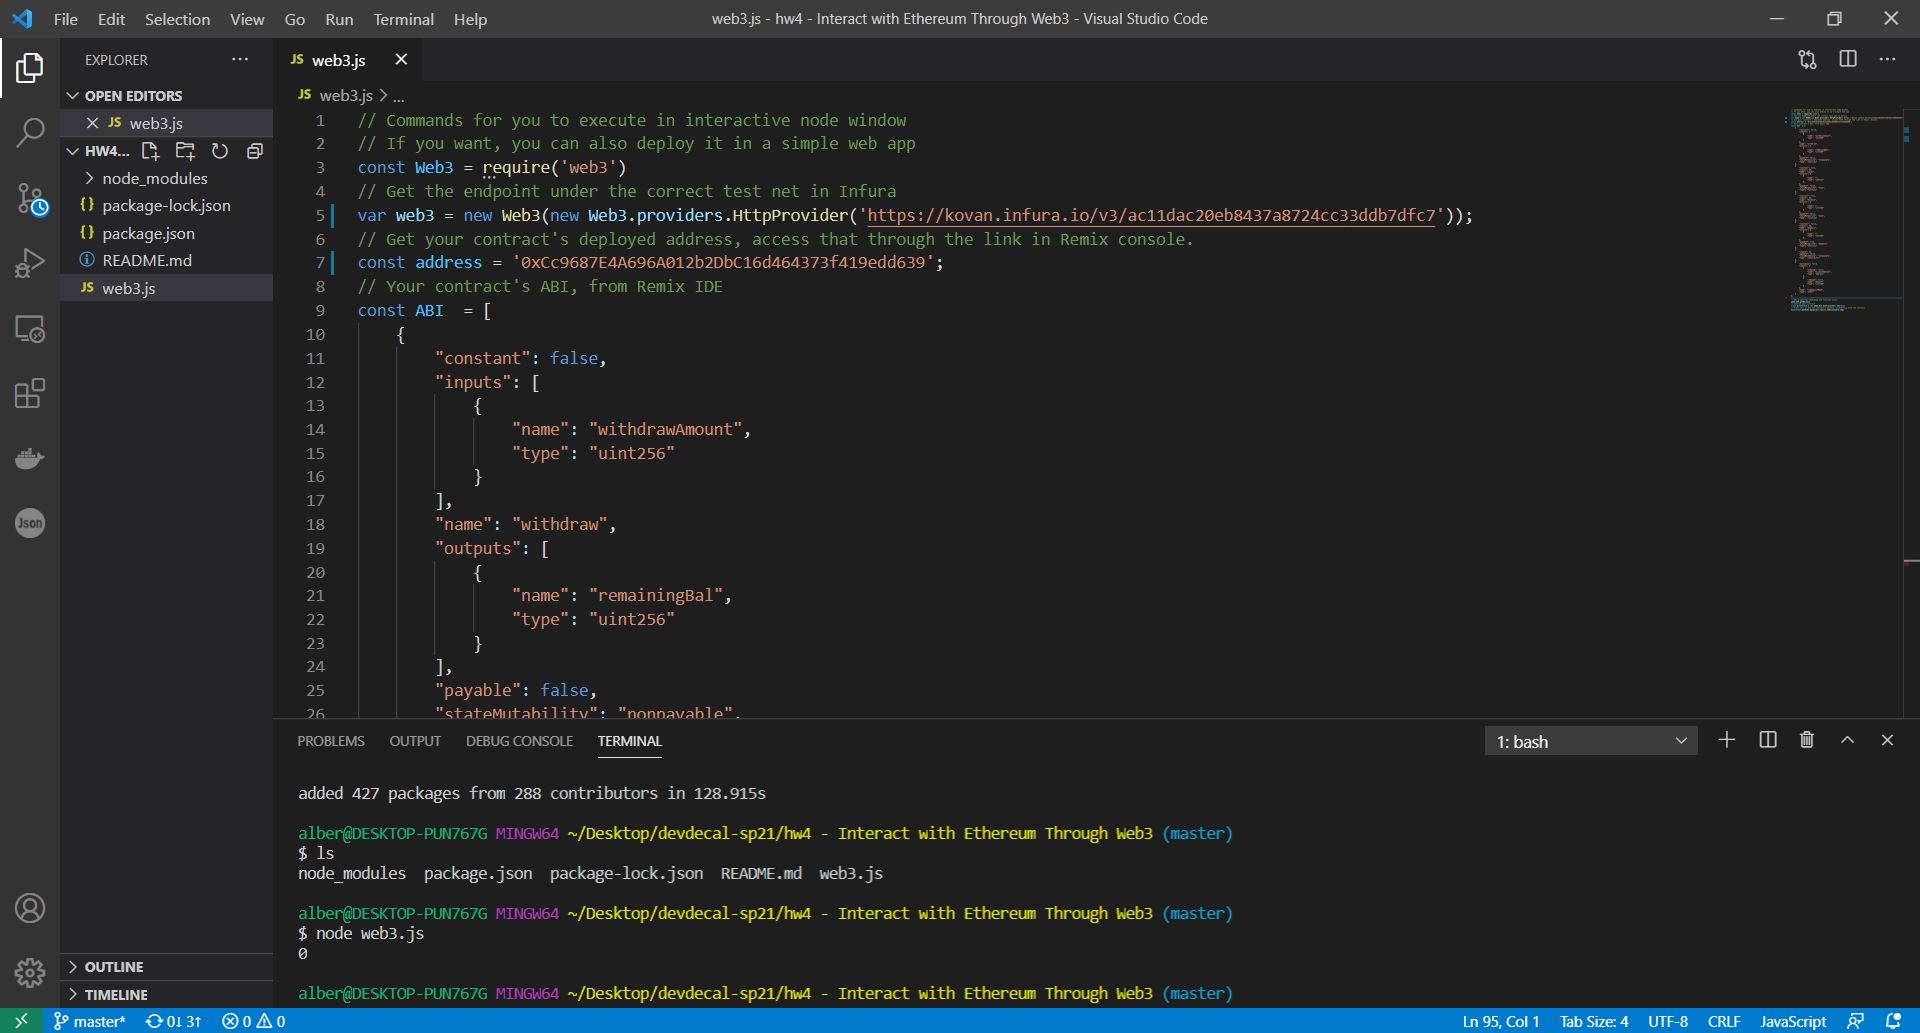 File Edit Selection View Go Run Terminal Help
web3.js - hw4 - Interact with Ethereum Through Web3 - Visual Studio Code
EXPLORER
OPEN EDITORS
JS web3.js
HW4...
node_modules
{} package-lock.json
{} package.json
README.md
JS web3.js
OUTLINE
TIMELINE
Json
JS web3.js
JS web3.js > ...
1 // Commands for you to execute in interactive node window
2 // If you want, you can also deploy it in a simple web app
3 const Web3 = require('web3')
4 // Get the endpoint under the correct test net in Infura
5 var web3 = new Web3(new Web3.providers.HttpProvider('https://kovan.infura.io/v3/ac11dac20eb8437a8724cc33ddb7dfc7'));
6 // Get your contract's deployed address, access that through the link in Remix console.
7 const address = '0xCc9687E4A696A012b2DbC16d464373f419edd639';
8 // Your contract's ABI, from Remix IDE
9 const ABI  = [
10 {
11 "constant": false,
12 "inputs": [
13 {
14 "name": "withdrawAmount",
15 "type": "uint256"
16 }
17 ],
18 "name": "withdraw",
19 "outputs": [
20 {
21 "name": "remainingBal",
22 "type": "uint256"
23 }
24 ],
25 "payable": false,
26 "stateMutability": "nonpayable",
PROBLEMS OUTPUT DEBUG CONSOLE TERMINAL
1: bash
added 427 packages from 288 contributors in 128.915s
alber@DESKTOP-PUN767G MINGW64 ~/Desktop/devdecal-sp21/hw4 - Interact with Ethereum Through Web3 (master)
$ ls
node_modules  package.json  package-lock.json  README.md  web3.js
alber@DESKTOP-PUN767G MINGW64 ~/Desktop/devdecal-sp21/hw4 - Interact with Ethereum Through Web3 (master)
$ node web3.js
0
alber@DESKTOP-PUN767G MINGW64 ~/Desktop/devdecal-sp21/hw4 - Interact with Ethereum Through Web3 (master)
master* 0↓ 3↑ 0 0
Ln 95, Col 1 Tab Size: 4 UTF-8 CRLF JavaScript